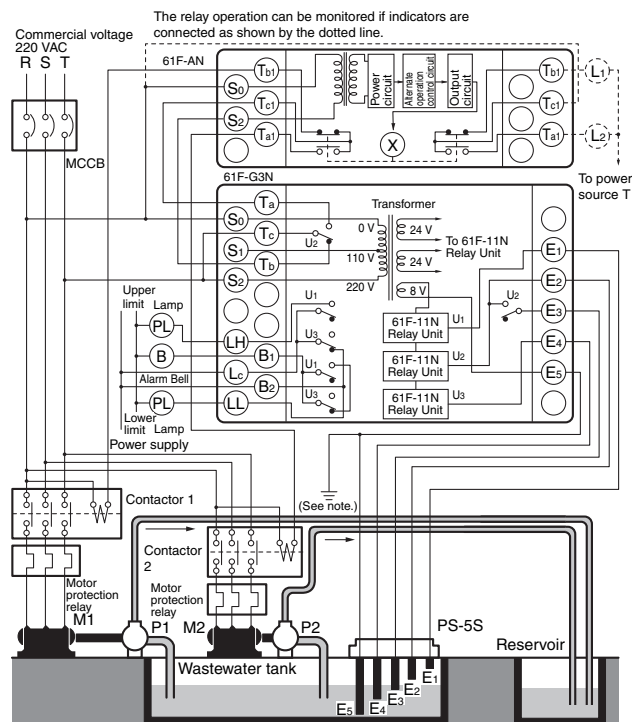 The relay operation can be monitored if indicators are
connected as shown by the dotted line.
Commercial voltage
220 VAC
R S T
61F-AN
MCCB
Tb1
S0
Tc1
S2
Ta1
Power circuit
Alternate operation control circuit
Output circuit
X
Tb1
Tc1
Ta1
L1
L2
To power
source T
61F-G3N
Ta
S0
Tc
S1
Tb
S2
U2
Transformer
0 V
110 V
220 V
24 V
24 V
8 V
To 61F-11N
Relay Unit
E1
E2
E3
E4
E5
U2
Upper
limit
Lamp
PL
B
Alarm Bell
PL
Lower
limit
Lamp
Power supply
LH
Lc
LL
B1
B2
U1
U3
U1
U3
61F-11N
Relay Unit
U1
61F-11N
Relay Unit
U2
61F-11N
Relay Unit
U3
(See note.)
Contactor 1
Contactor
2
Motor
protection
relay
Motor
protection
relay
M1
P1
M2
P2
PS-5S
Reservoir
Wastewater tank
E5
E4
E3
E2
E1